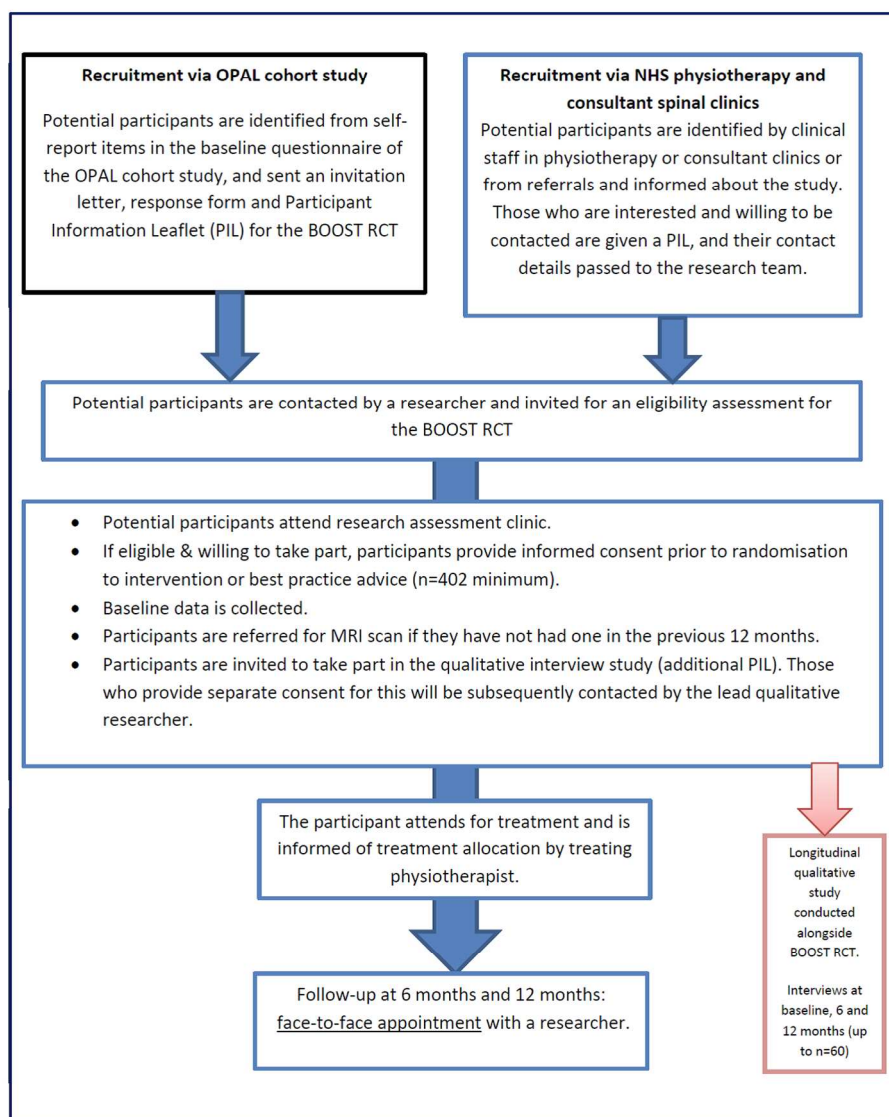 Recruitment via OPAL cohort study
Potential participants are identified from self-
report items in the baseline questionnaire of
the OPAL cohort study, and sent an invitation
letter, response form and Participant
Information Leaflet (PIL) for the BOOST RCT
Recruitment via NHS physiotherapy and
consultant spinal clinics
Potential participants are identified by clinical
staff in physiotherapy or consultant clinics or
from referrals and informed about the study.
Those who are interested and willing to be
contacted are given a PIL, and their contact
details passed to the research team.
Potential participants are contacted by a researcher and invited for an eligibility assessment for
the BOOST RCT
• Potential participants attend research assessment clinic.
• If eligible & willing to take part, participants provide informed consent prior to randomisation
to intervention or best practice advice (n=402 minimum).
• Baseline data is collected.
• Participants are referred for MRI scan if they have not had one in the previous 12 months.
• Participants are invited to take part in the qualitative interview study (additional PIL). Those
who provide separate consent for this will be subsequently contacted by the lead qualitative
researcher.
The participant attends for treatment and is
informed of treatment allocation by treating
physiotherapist.
Follow-up at 6 months and 12 months:
face-to-face appointment with a researcher.
Longitudinal
qualitative
study
conducted
alongside
BOOST RCT.
Interviews at
baseline, 6 and
12 months (up
to n=60)